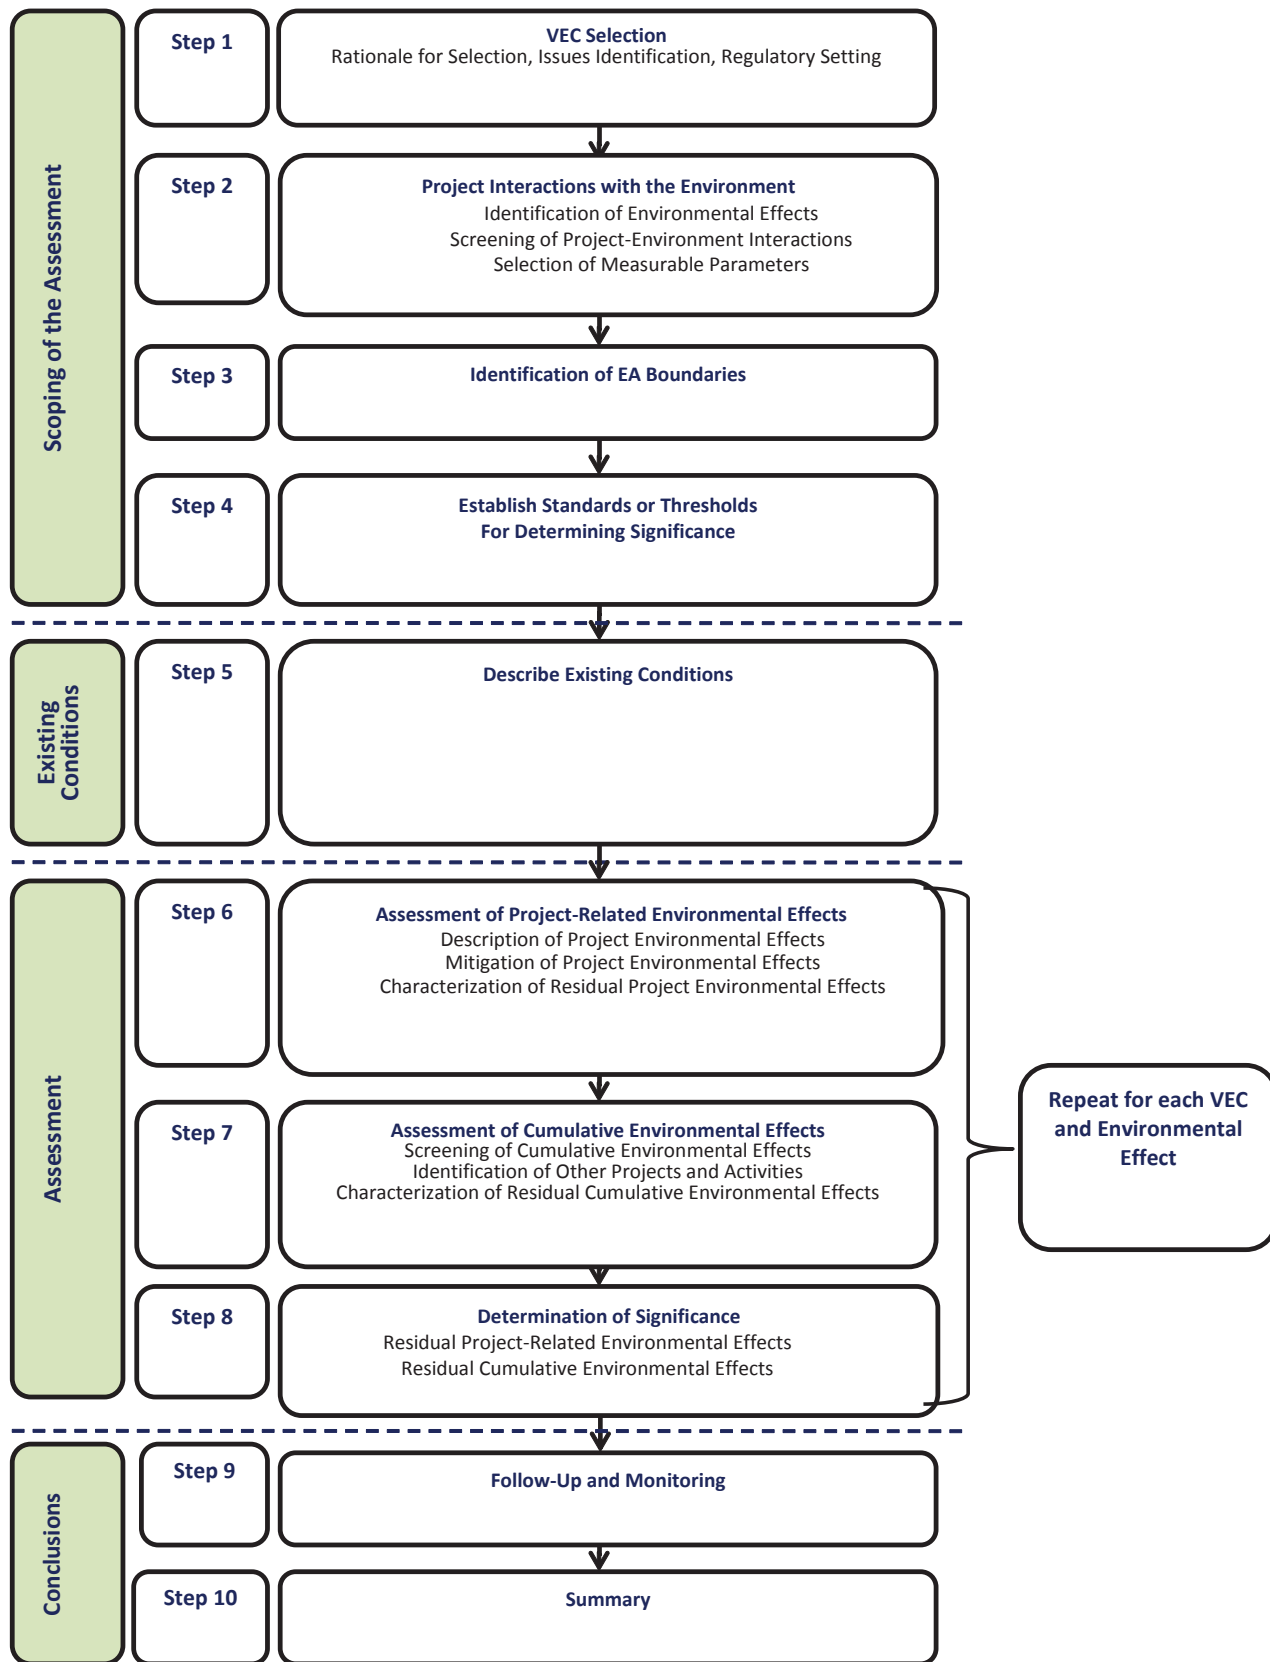 Scoping of the Assessment
Step 1
VEC Selection
Rationale for Selection, Issues Identification, Regulatory Setting
Step 2
Project Interactions with the Environment
Identification of Environmental Effects
Screening of Project-Environment Interactions
Selection of Measurable Parameters
Step 3
Identification of EA Boundaries
Step 4
Establish Standards or Thresholds
For Determining Significance
Existing
Conditions
Step 5
Describe Existing Conditions
Assessment
Step 6
Assessment of Project-Related Environmental Effects
Description of Project Environmental Effects
Mitigation of Project Environmental Effects
Characterization of Residual Project Environmental Effects
Step 7
Assessment of Cumulative Environmental Effects
Screening of Cumulative Environmental Effects
Identification of Other Projects and Activities
Characterization of Residual Cumulative Environmental Effects
Step 8
Determination of Significance
Residual Project-Related Environmental Effects
Residual Cumulative Environmental Effects
Repeat for each VEC
and Environmental
Effect
Conclusions
Step 9
Follow-Up and Monitoring
Step 10
Summary